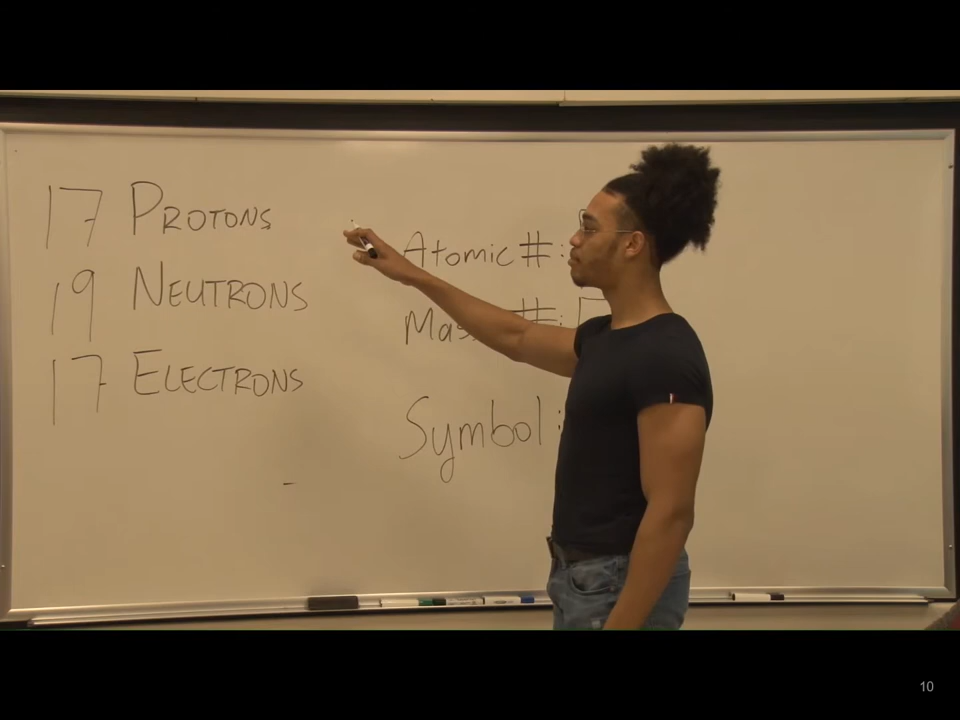 17 PROTONS
19 NEUTRONS
17 ELECTRONS
Atomic #:
#:
Symbol:
10